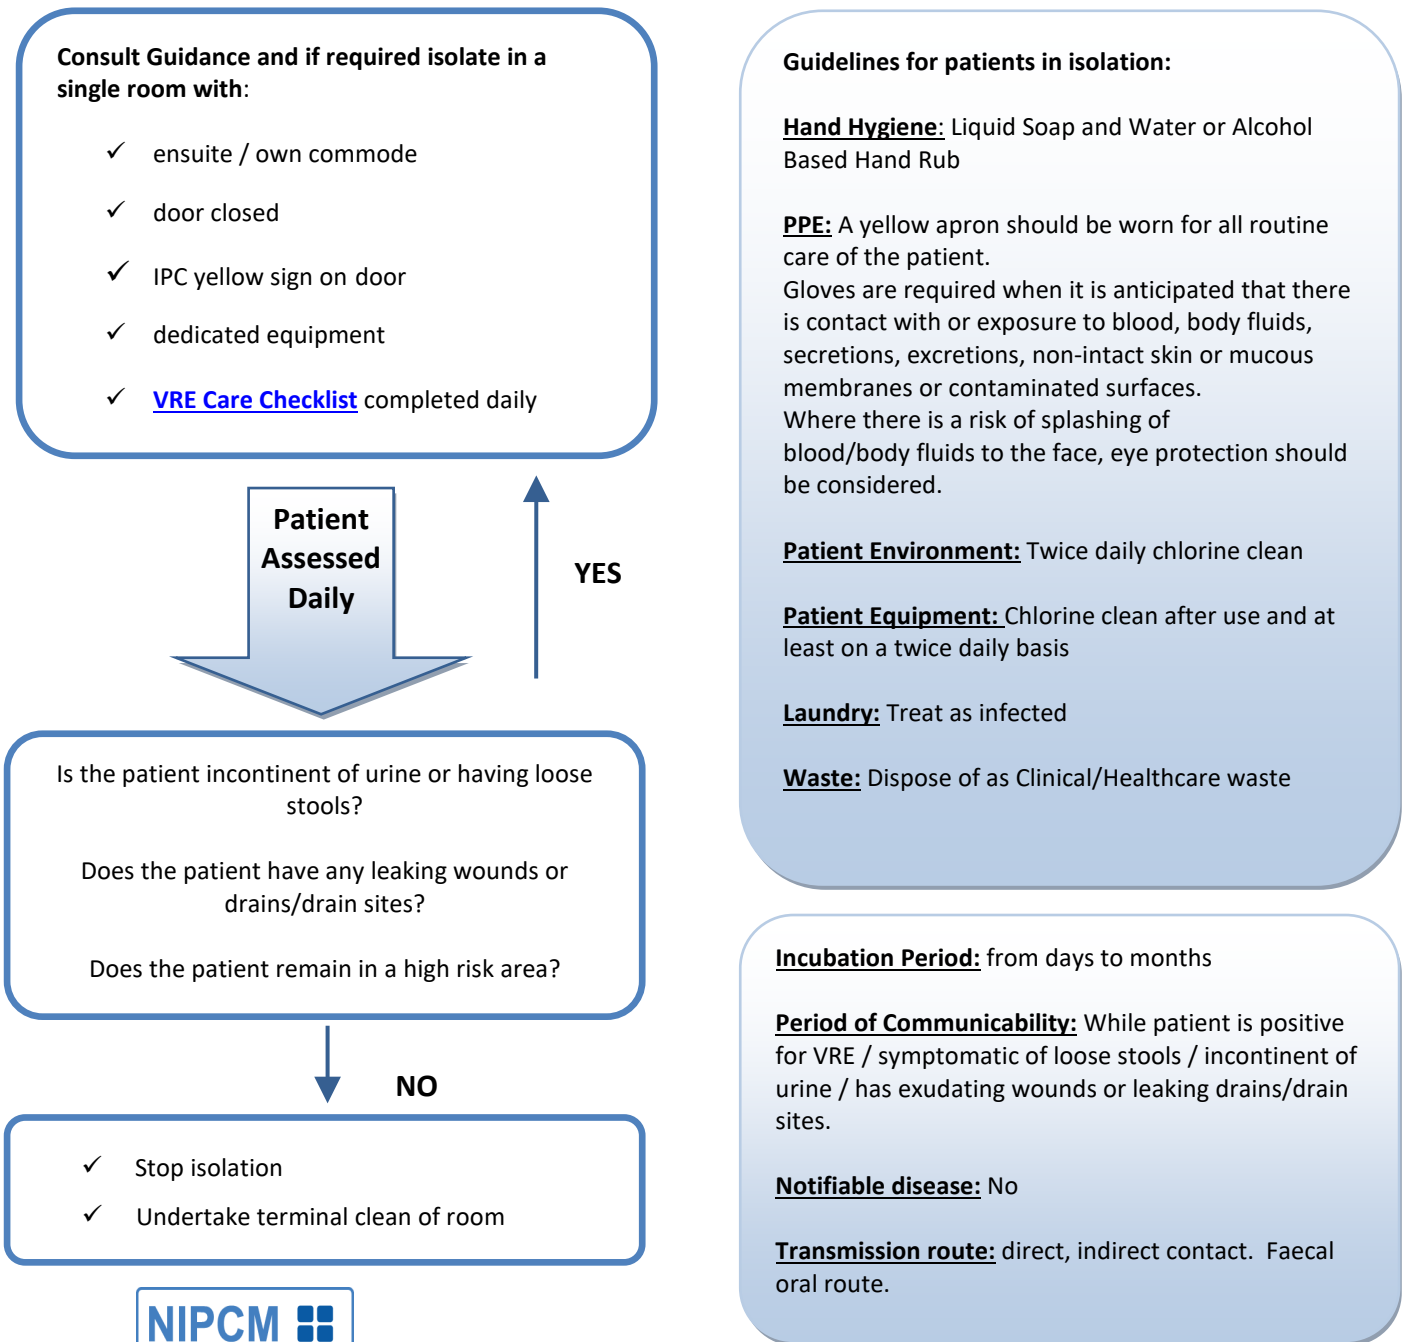 Consult Guidance and if required isolate in a
single room with:
✓ ensuite / own commode
✓ door closed
✓ IPC yellow sign on door
✓ dedicated equipment
✓ VRE Care Checklist completed daily
Patient
Assessed
Daily
YES
Is the patient incontinent of urine or having loose
stools?
Does the patient have any leaking wounds or
drains/drain sites?
Does the patient remain in a high risk area?
NO
✓ Stop isolation
✓ Undertake terminal clean of room
NIPCM
Guidelines for patients in isolation:
Hand Hygiene: Liquid Soap and Water or Alcohol
Based Hand Rub
PPE: A yellow apron should be worn for all routine
care of the patient.
Gloves are required when it is anticipated that there
is contact with or exposure to blood, body fluids,
secretions, excretions, non-intact skin or mucous
membranes or contaminated surfaces.
Where there is a risk of splashing of
blood/body fluids to the face, eye protection should
be considered.
Patient Environment: Twice daily chlorine clean
Patient Equipment: Chlorine clean after use and at
least on a twice daily basis
Laundry: Treat as infected
Waste: Dispose of as Clinical/Healthcare waste
Incubation Period: from days to months
Period of Communicability: While patient is positive
for VRE / symptomatic of loose stools / incontinent of
urine / has exudating wounds or leaking drains/drain
sites.
Notifiable disease: No
Transmission route: direct, indirect contact. Faecal
oral route.